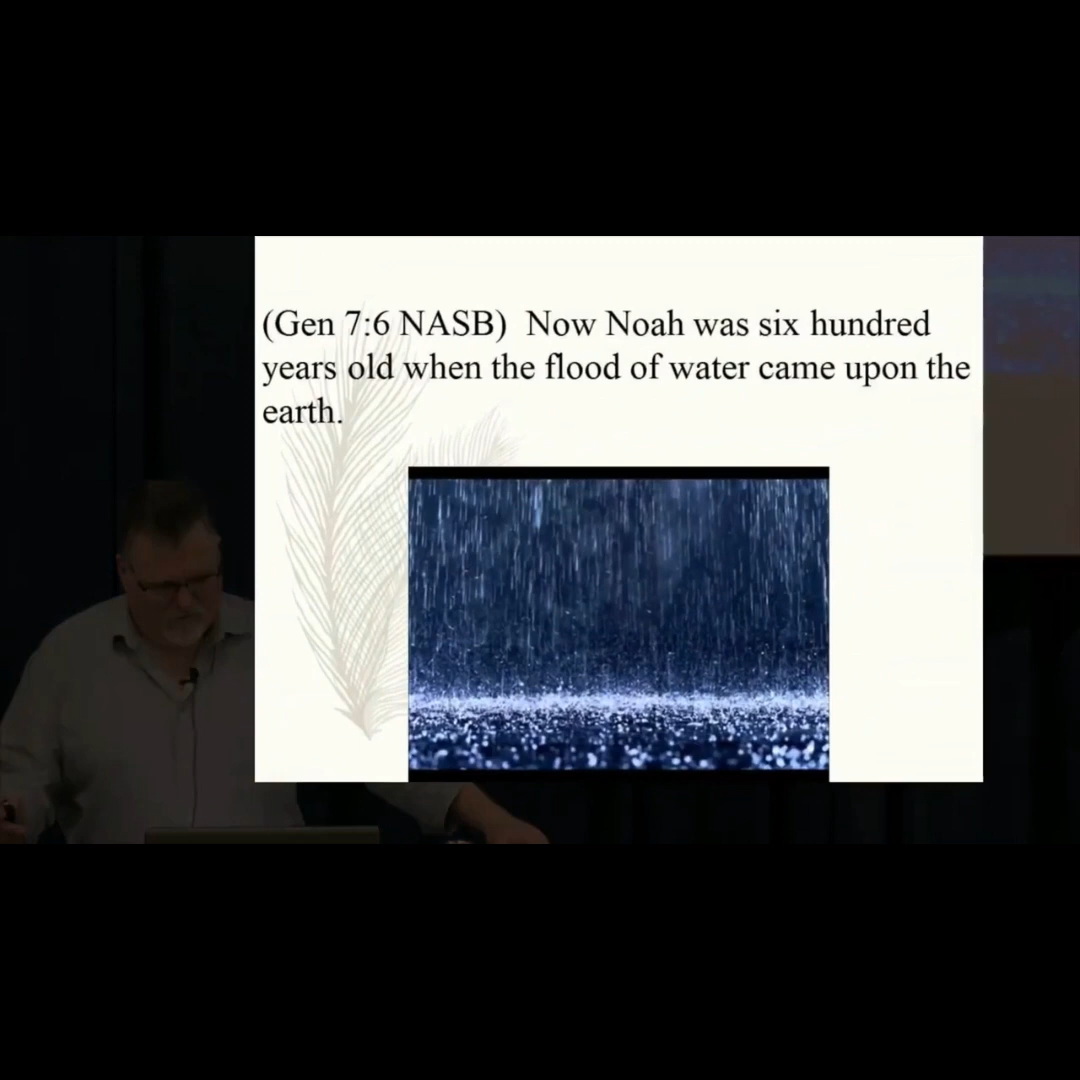 (Gen 7:6 NASB)  Now Noah was six hundred
years old when the flood of water came upon the
earth.